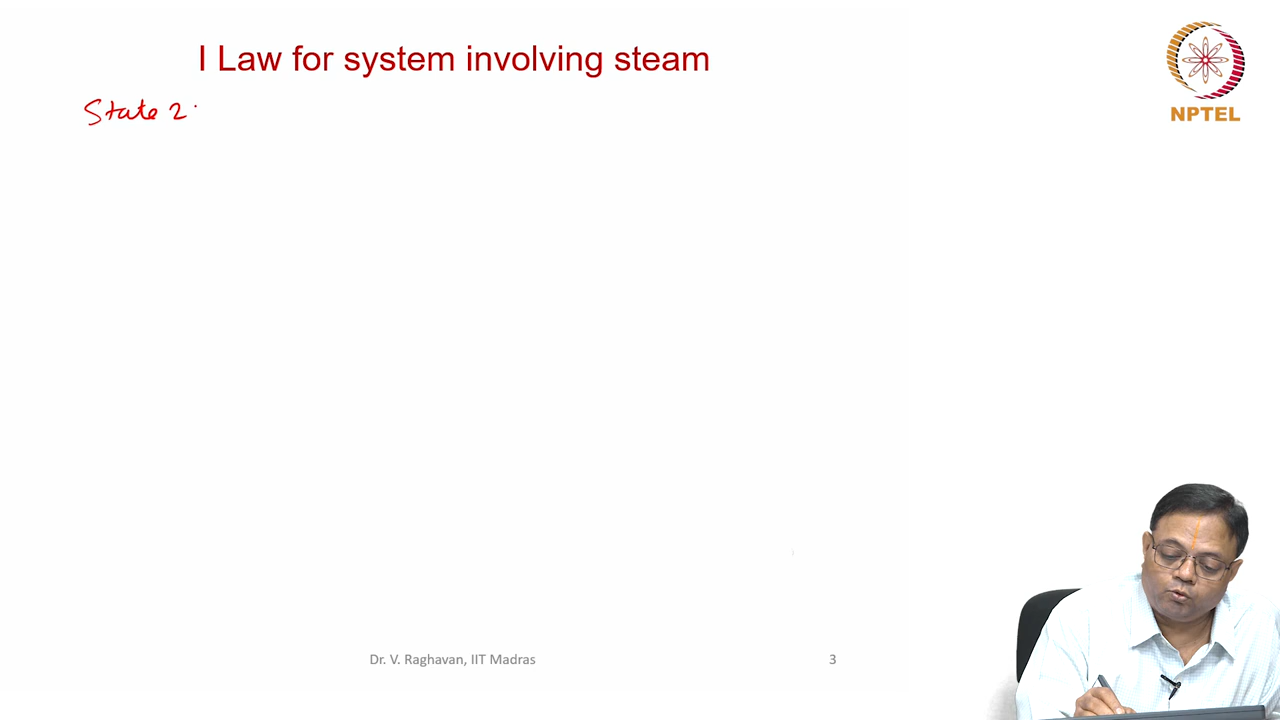 I Law for system involving steam
State 2:
NPTEL
Dr. V. Raghavan, IIT Madras
3